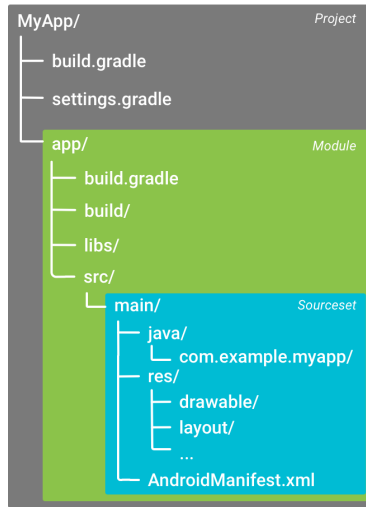 MyApp/ Project
build.gradle
settings.gradle
app/ Module
build.gradle
build/
libs/
src/
main/ Sourceset
java/
com.example.myapp/
res/
drawable/
layout/
...
AndroidManifest.xml